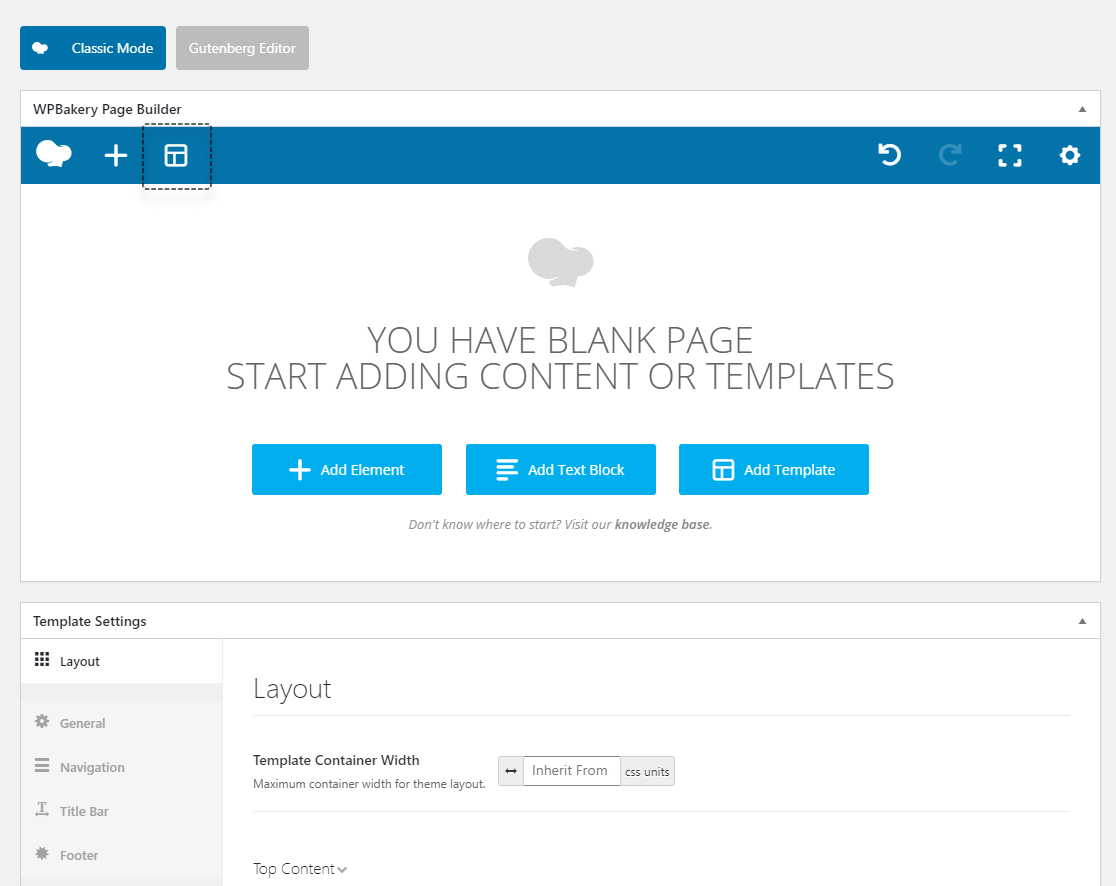 Classic Mode
Gutenberg Editor
WPBakery Page Builder
YOU HAVE BLANK PAGE
START ADDING CONTENT OR TEMPLATES
Add Element
Add Text Block
Add Template
Don't know where to start? Visit our knowledge base.
Template Settings
Layout
General
Navigation
Title Bar
Footer
Layout
Template Container Width
Maximum container width for theme layout.
Inherit From
css units
Top Content